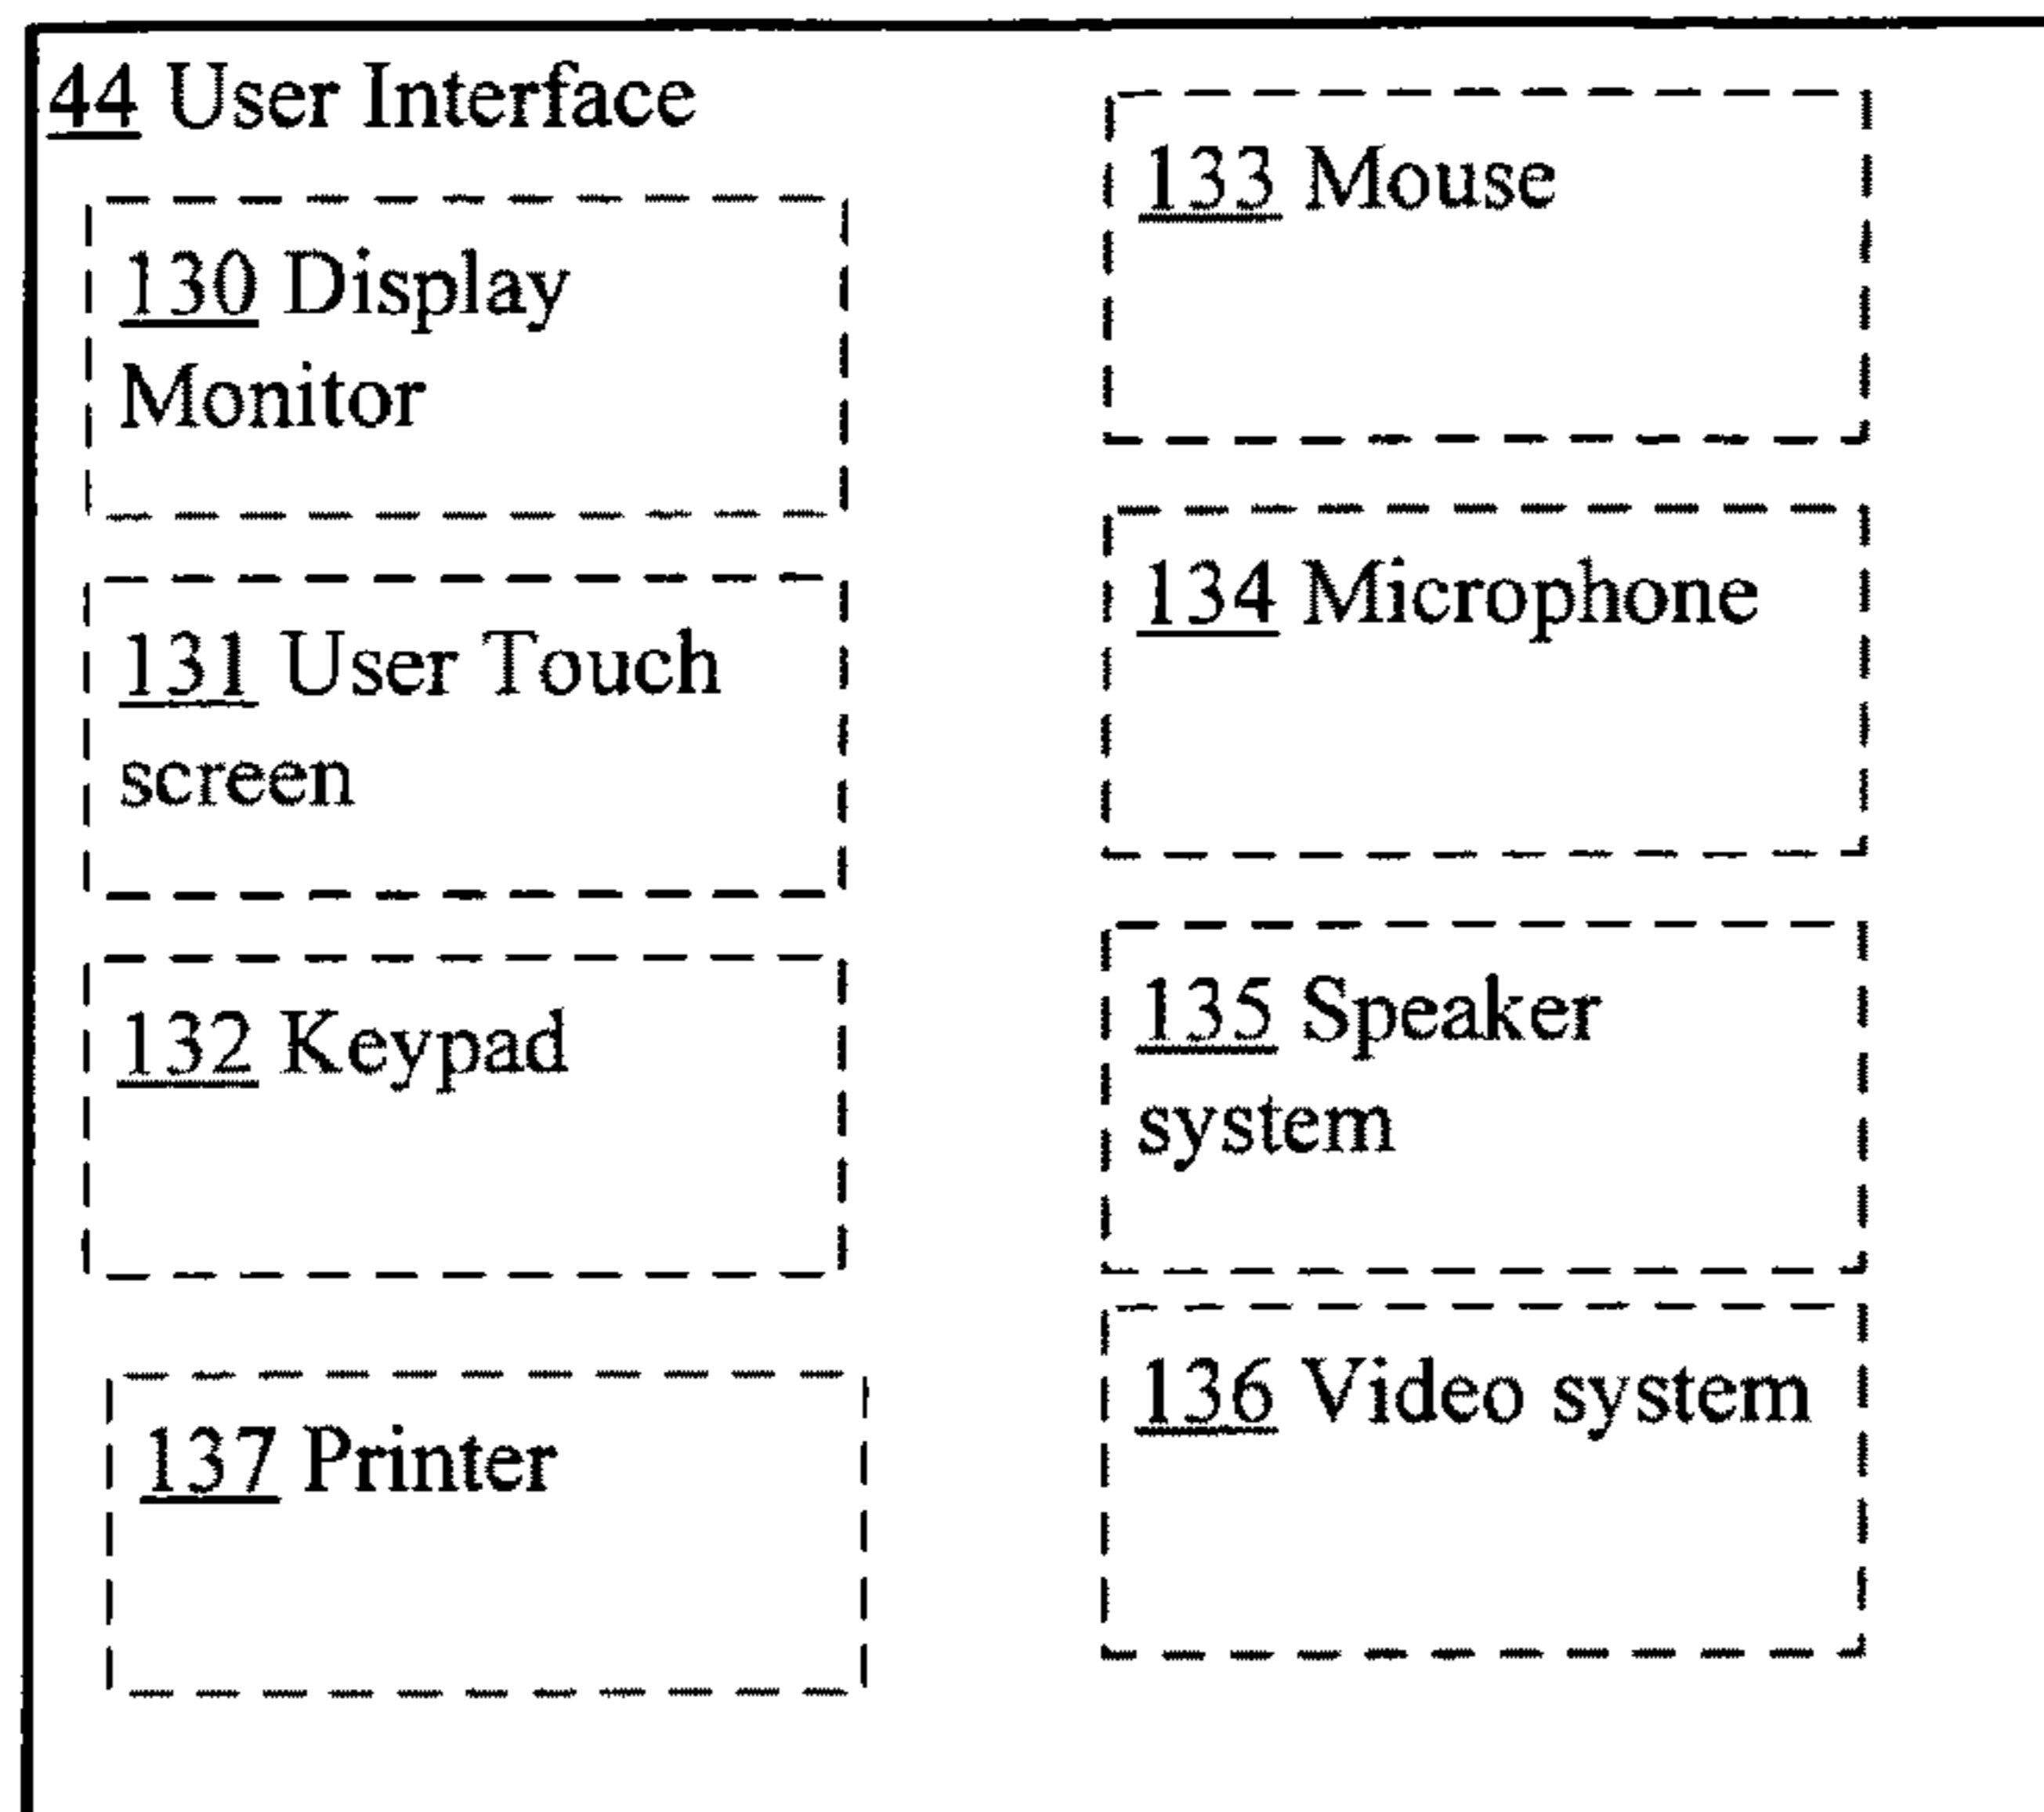 44 User Interface
130 Display
Monitor
131 User Touch
screen
132 Keypad
137 Printer
133 Mouse
134 Microphone
135 Speaker
system
136 Video system